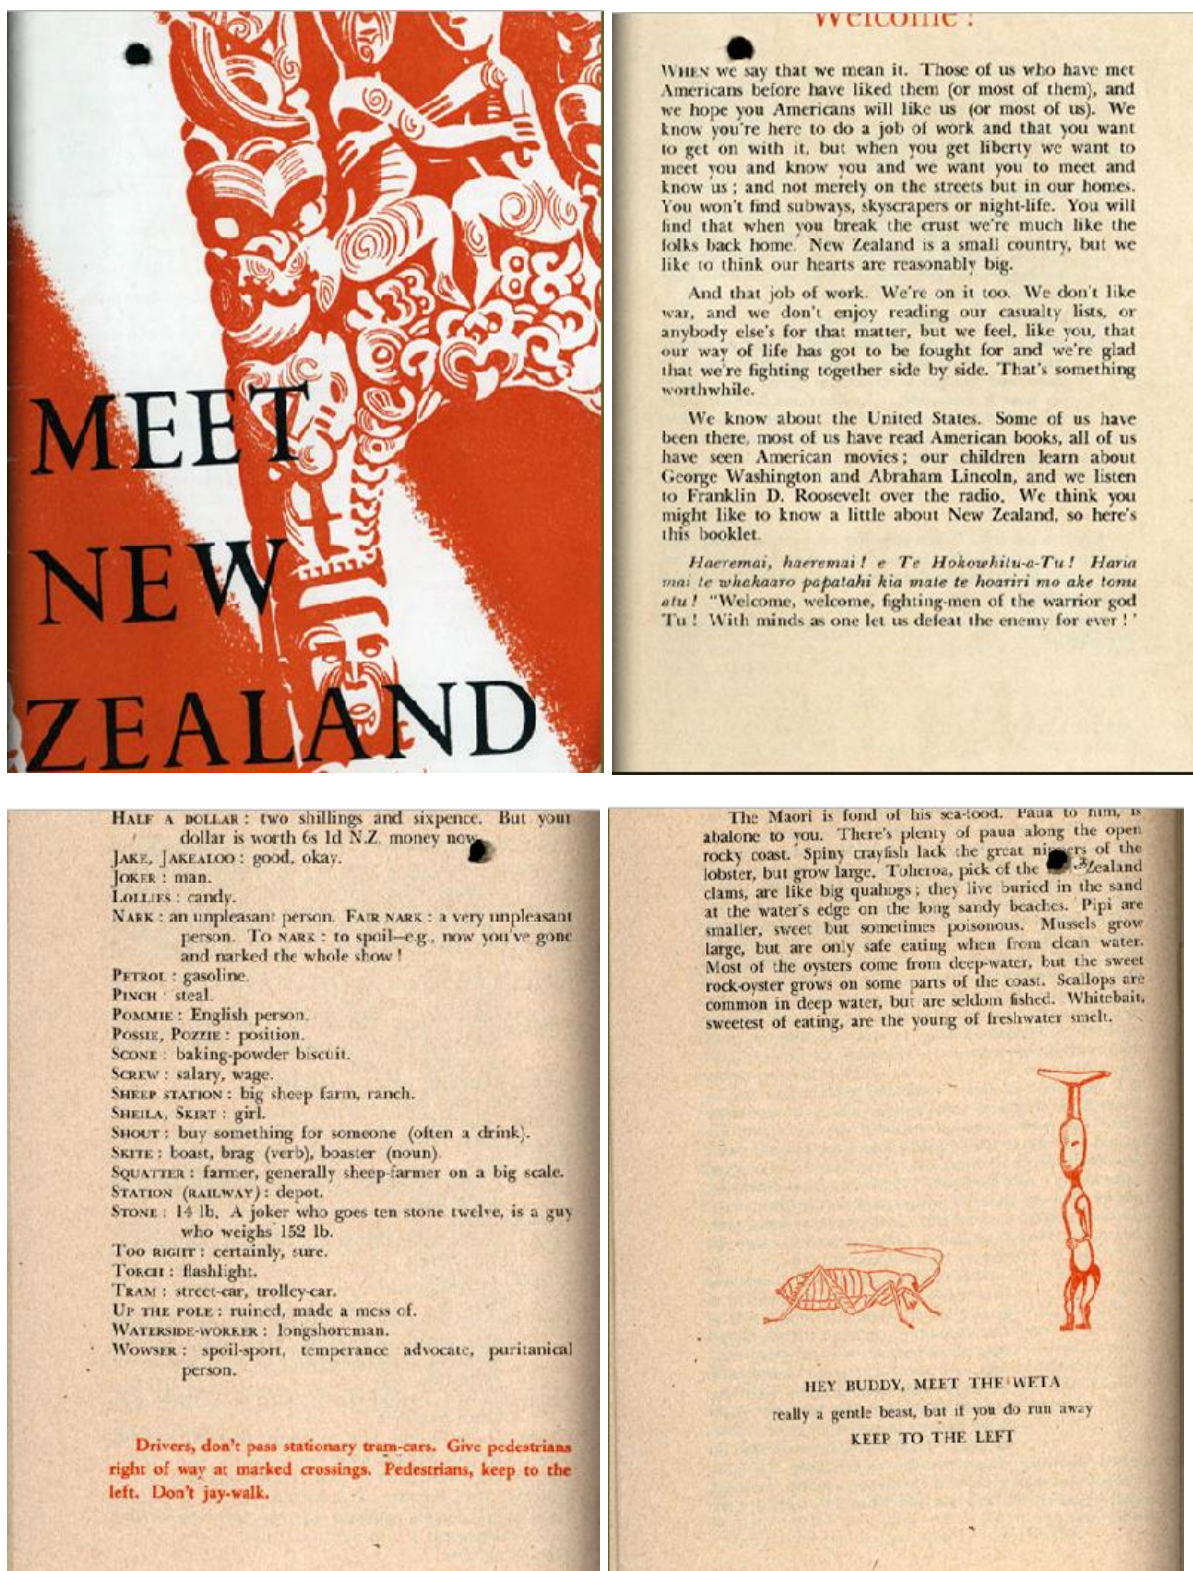 MEET
NEW
ZEALAND
Welcome!
WHEN we say that we mean it. Those of us who have met
Americans before have liked them (or most of them), and
we hope you Americans will like us (or most of us). We
know you're here to do a job of work and that you want
to get on with it, but when you get liberty we want to
meet you and know you and we want you to meet and
know us; and not merely on the streets but in our homes.
You won't find subways, skyscrapers or night-life. You will
find that when you break the crust we're much like the
folks back home. New Zealand is a small country, but we
like to think our hearts are reasonably big.
And that job of work. We're on it too. We don't like
war, and we don't enjoy reading our casualty lists, or
anybody else's for that matter, but we feel, like you, that
our way of life has got to be fought for and we're glad
that we're fighting together side by side. That's something
worthwhile.
We know about the United States. Some of us have
been there, most of us have read American books, all of us
have seen American movies; our children learn about
George Washington and Abraham Lincoln, and we listen
to Franklin D. Roosevelt over the radio. We think you
might like to know a little about New Zealand, so here's
this booklet.
Haeremai, haeremai! e Te Hokowhitu-a-Tu! Haria
mai te whakaaro papatahi kia mate te hoariri mo ake tonu
atu! "Welcome, welcome, fighting-men of the warrior god
Tu! With minds as one let us defeat the enemy for ever!'
HALF A DOLLAR: two shillings and sixpence. But your
dollar is worth 6s 1d N.Z. money now.
JAKE, JAKEALOO: good, okay.
JOKER: man.
LOLLIES: candy.
NARK: an unpleasant person. FAIR NARK: a very unpleasant
person. TO NARK: to spoil—e.g., now you've gone
and narked the whole show!
PETROL: gasoline.
PINCH: steal.
POMMIE: English person.
POSSIE, POZZIE: position.
SCONE: baking-powder biscuit.
SCREW: salary, wage.
SHEEP STATION: big sheep farm, ranch.
SHEILA, SKIRT: girl.
SHOUT: buy something for someone (often a drink).
SKITE: boast, brag (verb), boaster (noun).
SQUATTER: farmer, generally sheep-farmer on a big scale.
STATION (RAILWAY): depot.
STONE: 14 lb. A joker who goes ten stone twelve, is a guy
who weighs 152 lb.
TOO RIGHT: certainly, sure.
TORCH: flashlight.
TRAM: street-car, trolley-car.
UP THE POLE: ruined, made a mess of.
WATERSIDE-WORKER: longshoreman.
WOWSER: spoil-sport, temperance advocate, puritanical
person.
Drivers, don't pass stationary tram-cars. Give pedestrians
right of way at marked crossings. Pedestrians, keep to the
left. Don't jay-walk.
The Maori is fond of his sea-food. Paua to him, is
abalone to you. There's plenty of paua along the open
rocky coast. Spiny crayfish lack the great nippers of the
lobster, but grow large. Toheroa, pick of the Zealand
clams, are like big quahogs; they live buried in the sand
at the water's edge on the long sandy beaches. Pipi are
smaller, sweet but sometimes poisonous. Mussels grow
large, but are only safe eating when from clean water.
Most of the oysters come from deep-water, but the sweet
rock-oyster grows on some parts of the coast. Scallops are
common in deep water, but are seldom fished. Whitebait,
sweetest of eating, are the young of freshwater smelt.
HEY BUDDY, MEET THE WETA
really a gentle beast, but if you do run away
KEEP TO THE LEFT